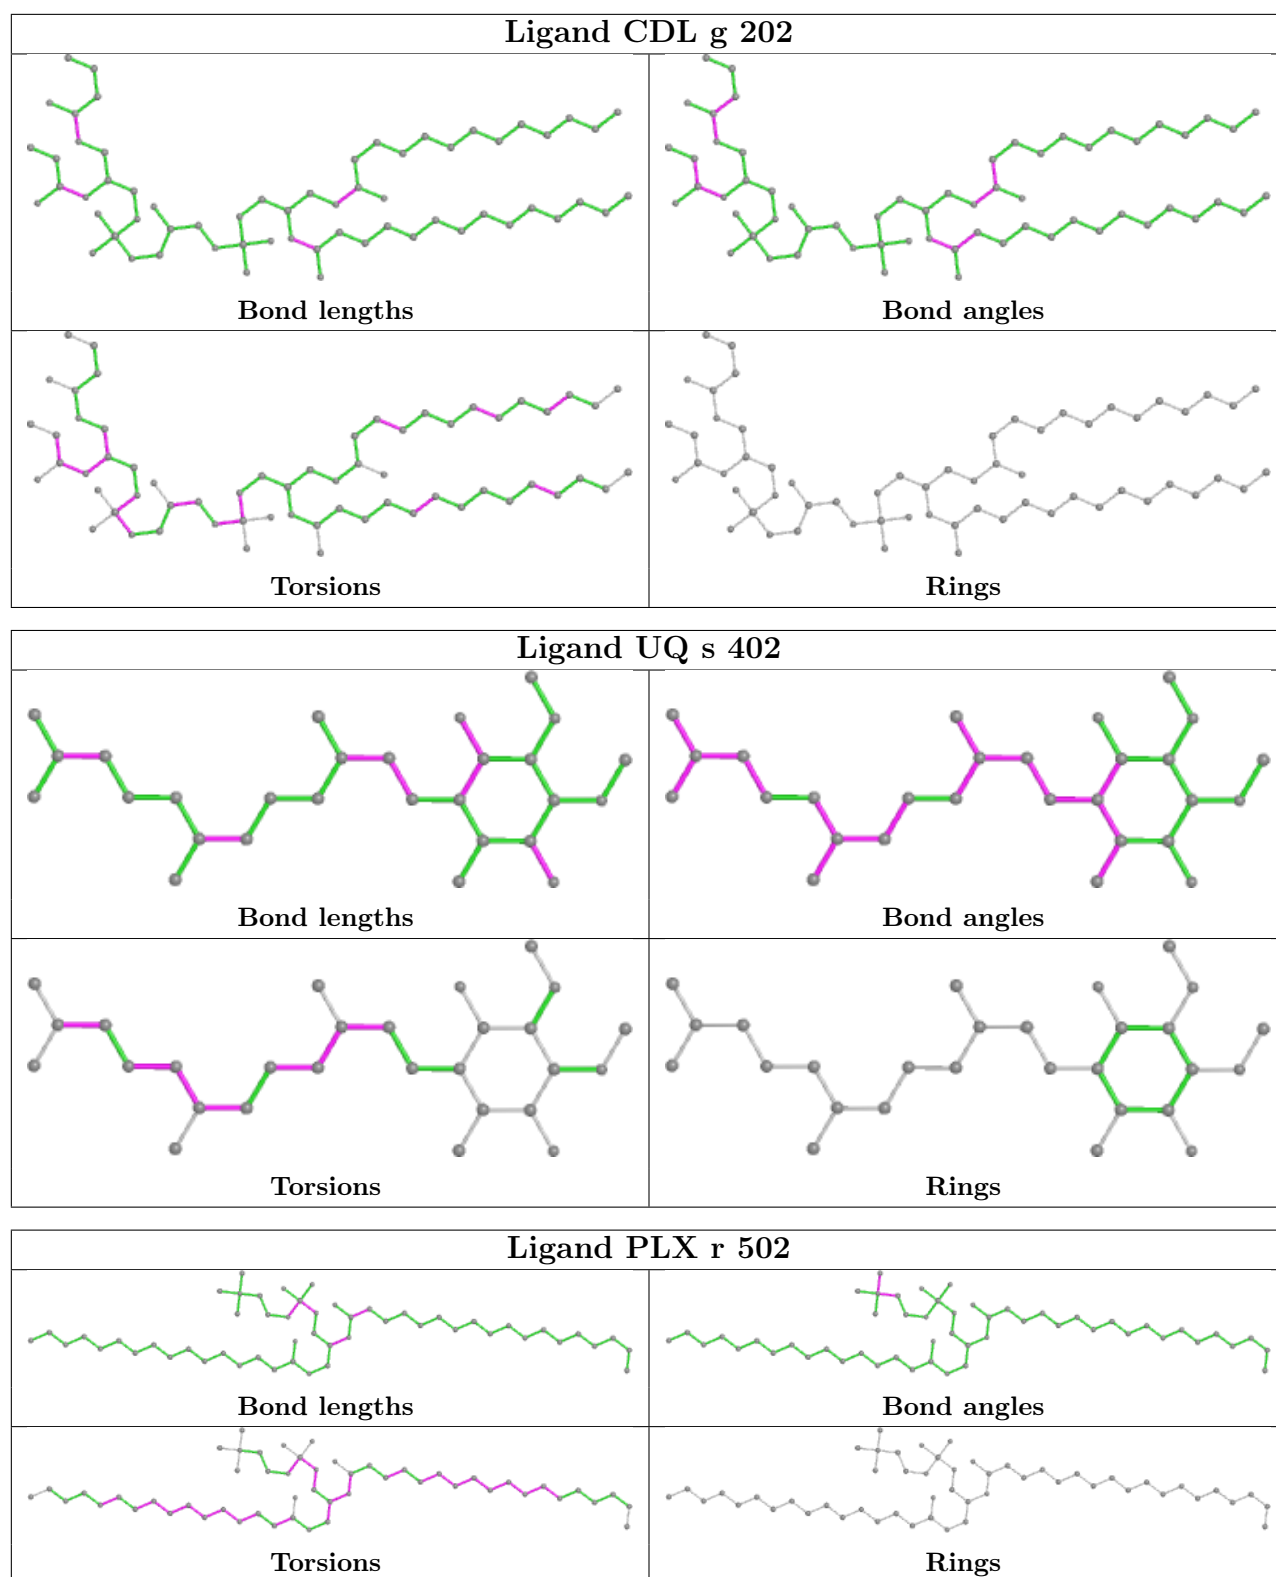 Ligand CDL g 202
Bond lengths
Bond angles
Torsions
Rings
Ligand UQ s 402
Bond lengths
Bond angles
Torsions
Rings
Ligand PLX r 502
Bond lengths
Bond angles
Torsions
Rings